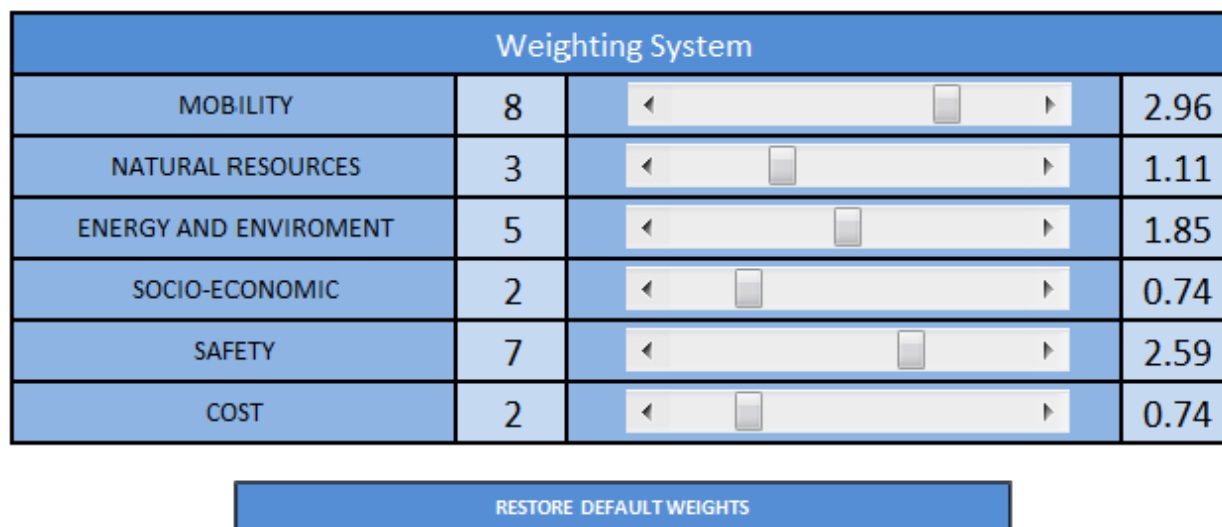 Weighting System
MOBILITY 8 2.96
NATURAL RESOURCES 3 1.11
ENERGY AND ENVIROMENT 5 1.85
SOCIO-ECONOMIC 2 0.74
SAFETY 7 2.59
COST 2 0.74
RESTORE DEFAULT WEIGHTS